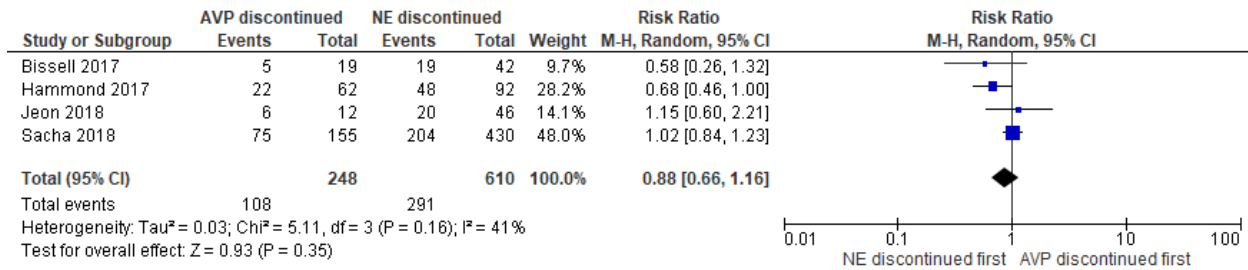 AVP discontinued NE discontinued Risk Ratio Risk Ratio
Study or Subgroup Events Total Events Total Weight M-H, Random, 95% CI M-H, Random, 95% CI
Bissell 2017 5 19 19 42 9.7% 0.58 [0.26, 1.32]
Hammond 2017 22 62 48 92 28.2% 0.68 [0.46, 1.00]
Jeon 2018 6 12 20 46 14.1% 1.15 [0.60, 2.21]
Sacha 2018 75 155 204 430 48.0% 1.02 [0.84, 1.23]
Total (95% CI) 248 610 100.0% 0.88 [0.66, 1.16]
Total events 108 291
Heterogeneity: Tau² = 0.03; Chi² = 5.11, df = 3 (P = 0.16); I² = 41%
Test for overall effect: Z = 0.93 (P = 0.35)
0.01 0.1 1 10 100
NE discontinued first AVP discontinued first